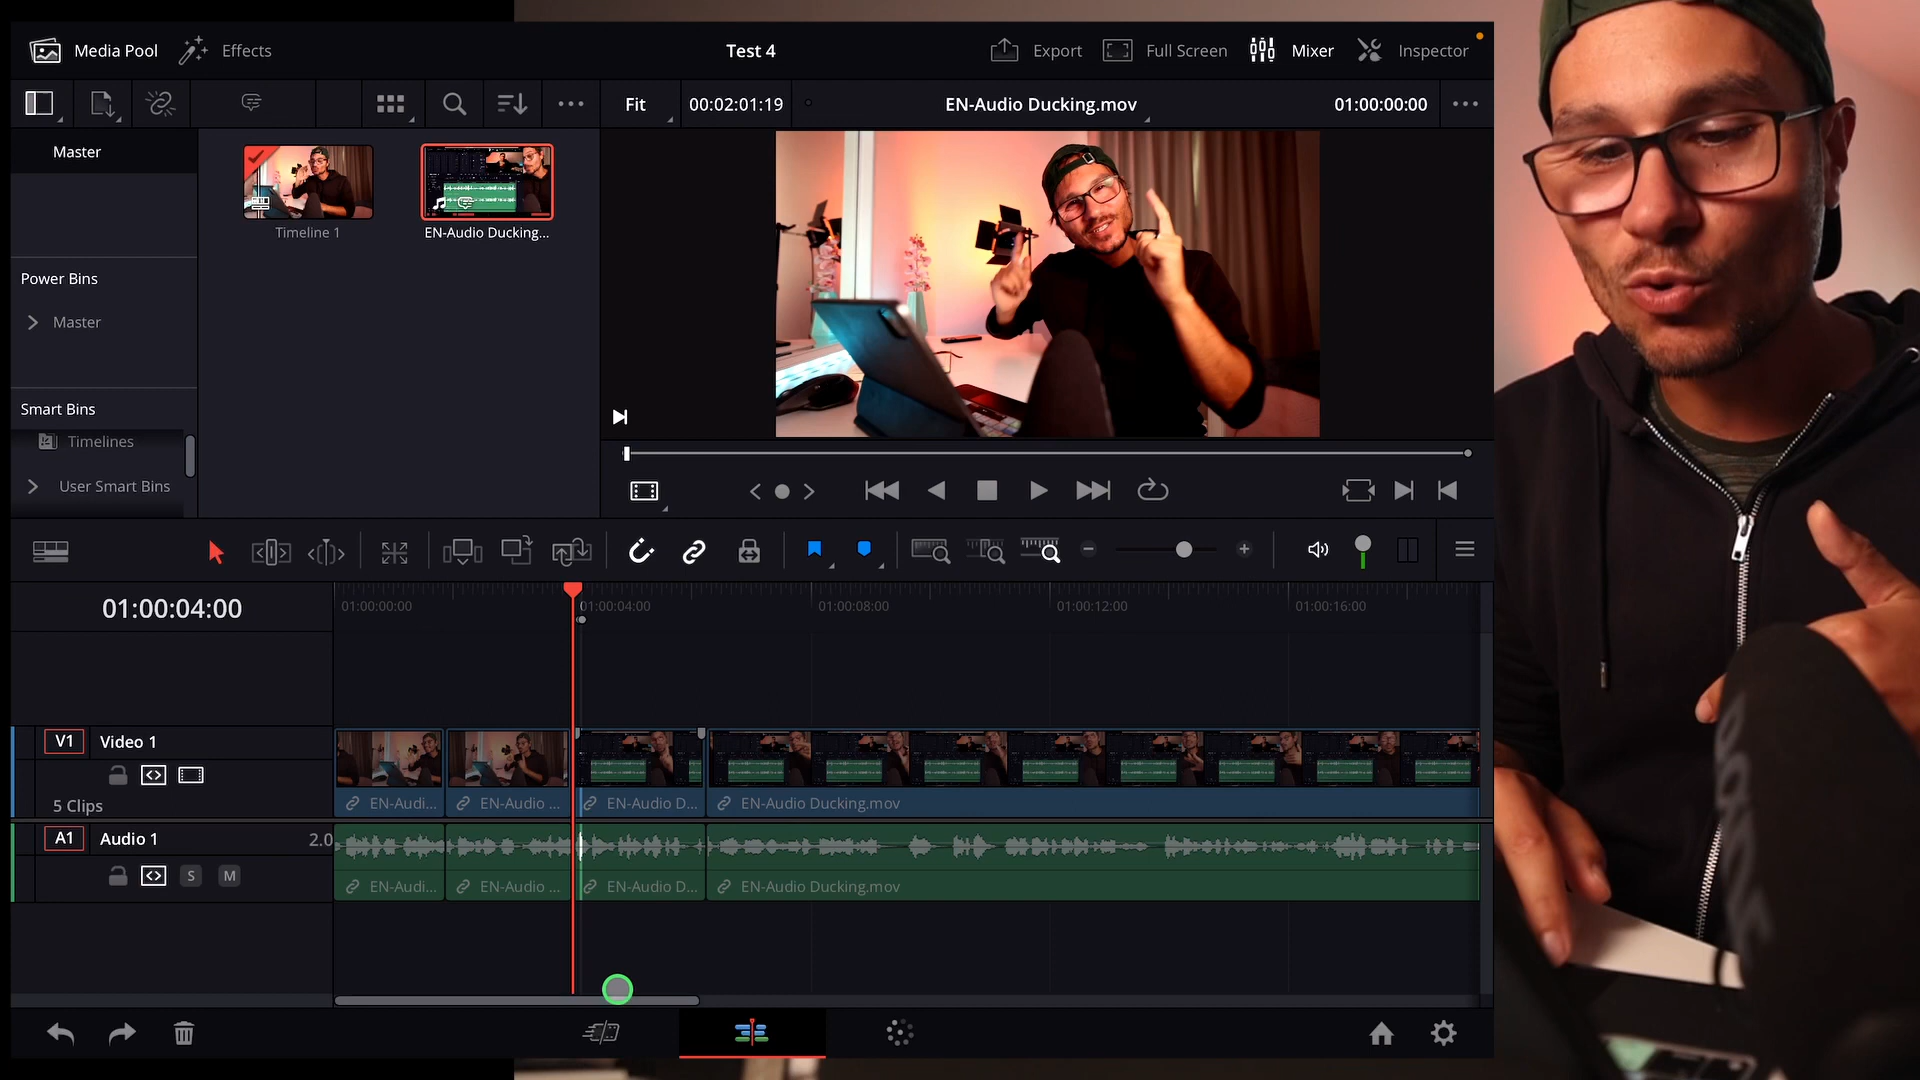 Media Pool
Effects
Test 4
Export
Full Screen
Mixer
Inspector
Fit
00:02:01:19
EN-Audio Ducking.mov
01:00:00:00
Master
Timeline 1
EN-Audio Ducking...
Power Bins
Master
Smart Bins
Timelines
User Smart Bins
01:00:04:00
01:00:00:00
01:00:04:00
01:00:08:00
01:00:12:00
01:00:16:00
V1
Video 1
5 Clips
EN-Audi...
EN-Audio ...
EN-Audio D...
EN-Audio Ducking.mov
A1
Audio 1
2.0
S
M
EN-Audi...
EN-Audio ...
EN-Audio D...
EN-Audio Ducking.mov